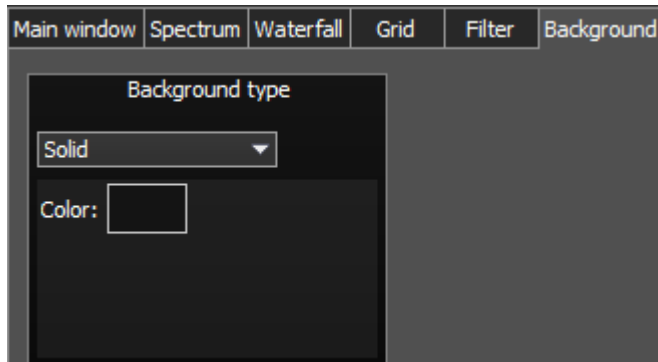 Main window Spectrum Waterfall Grid Filter Background
Background type
Solid
Color: